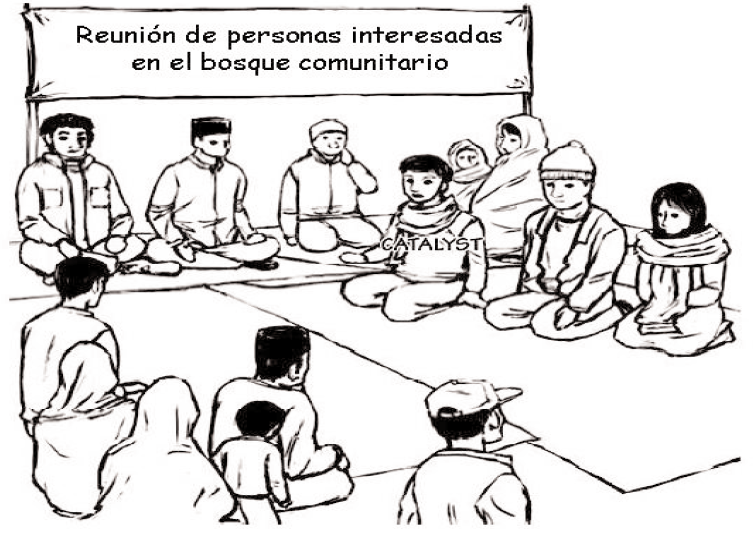 Reunión de personas interesadas
en el bosque comunitario
CATALYST